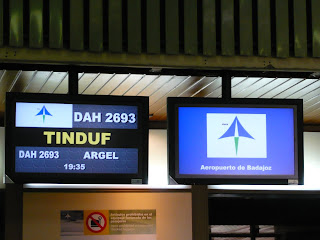 DAH 2693
TINDUF
DAH 2693 ARGEL
19:35
Aeropuerto de Badajoz